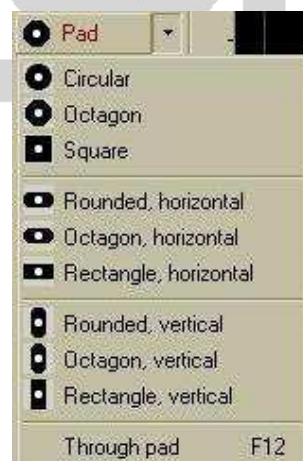 Pad
Circular
Octagon
Square
Rounded, horizontal
Octagon, horizontal
Rectangle, horizontal
Rounded, vertical
Octagon, vertical
Rectangle, vertical
Through pad F12